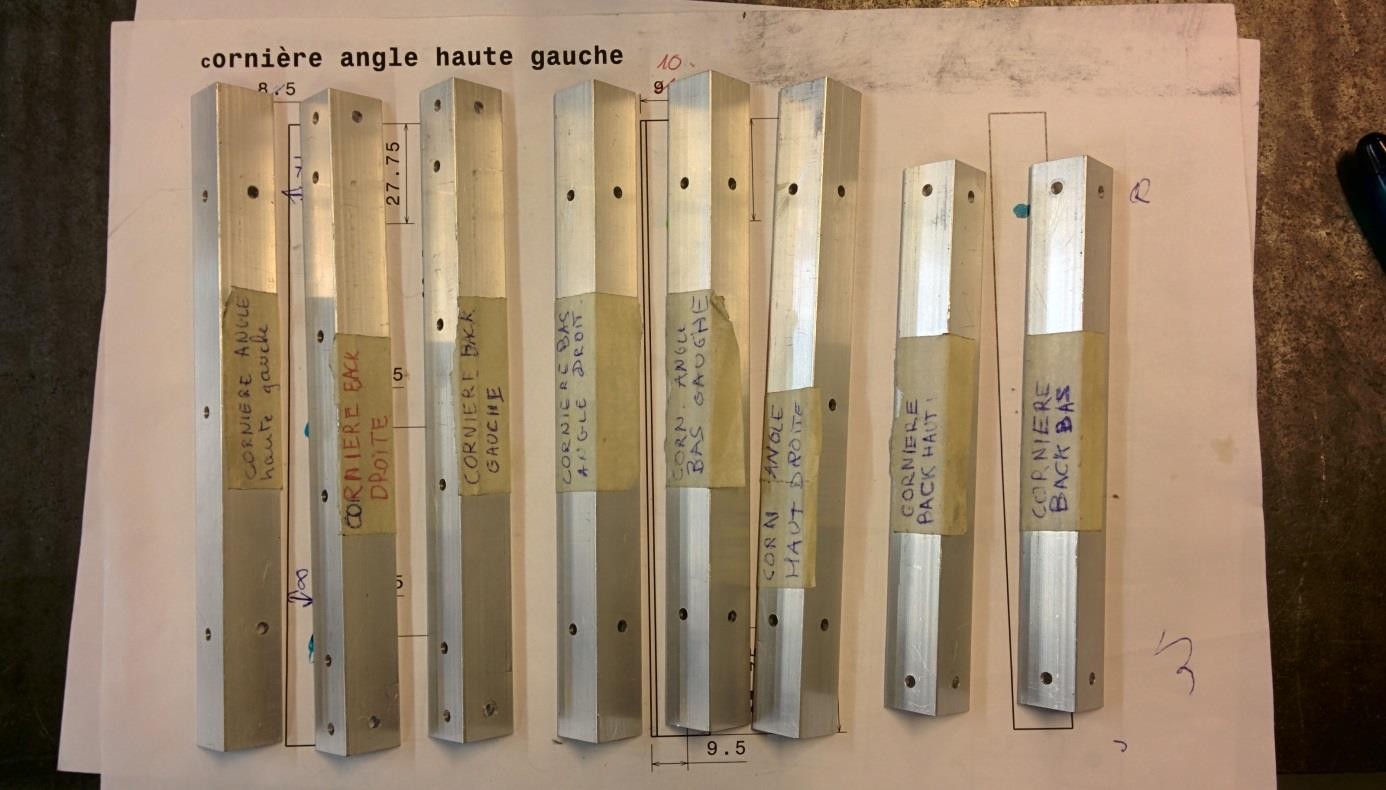 cornière angle haute gauche
10.
8.5
9
27.75
5
5
9.5
CORNIERE ANGLE
haute gauche
CORNIERE BACK
DROITE
CORNIERE BACK
GAUCHE
CORNIERE BAS
ANGLE DROIT
CORN. ANGLE
BAS GAUGHE
CORN ANGLE
HAUT DROITE
CORNIERE
BACK HAUT
CORNIERE
BACK BAS